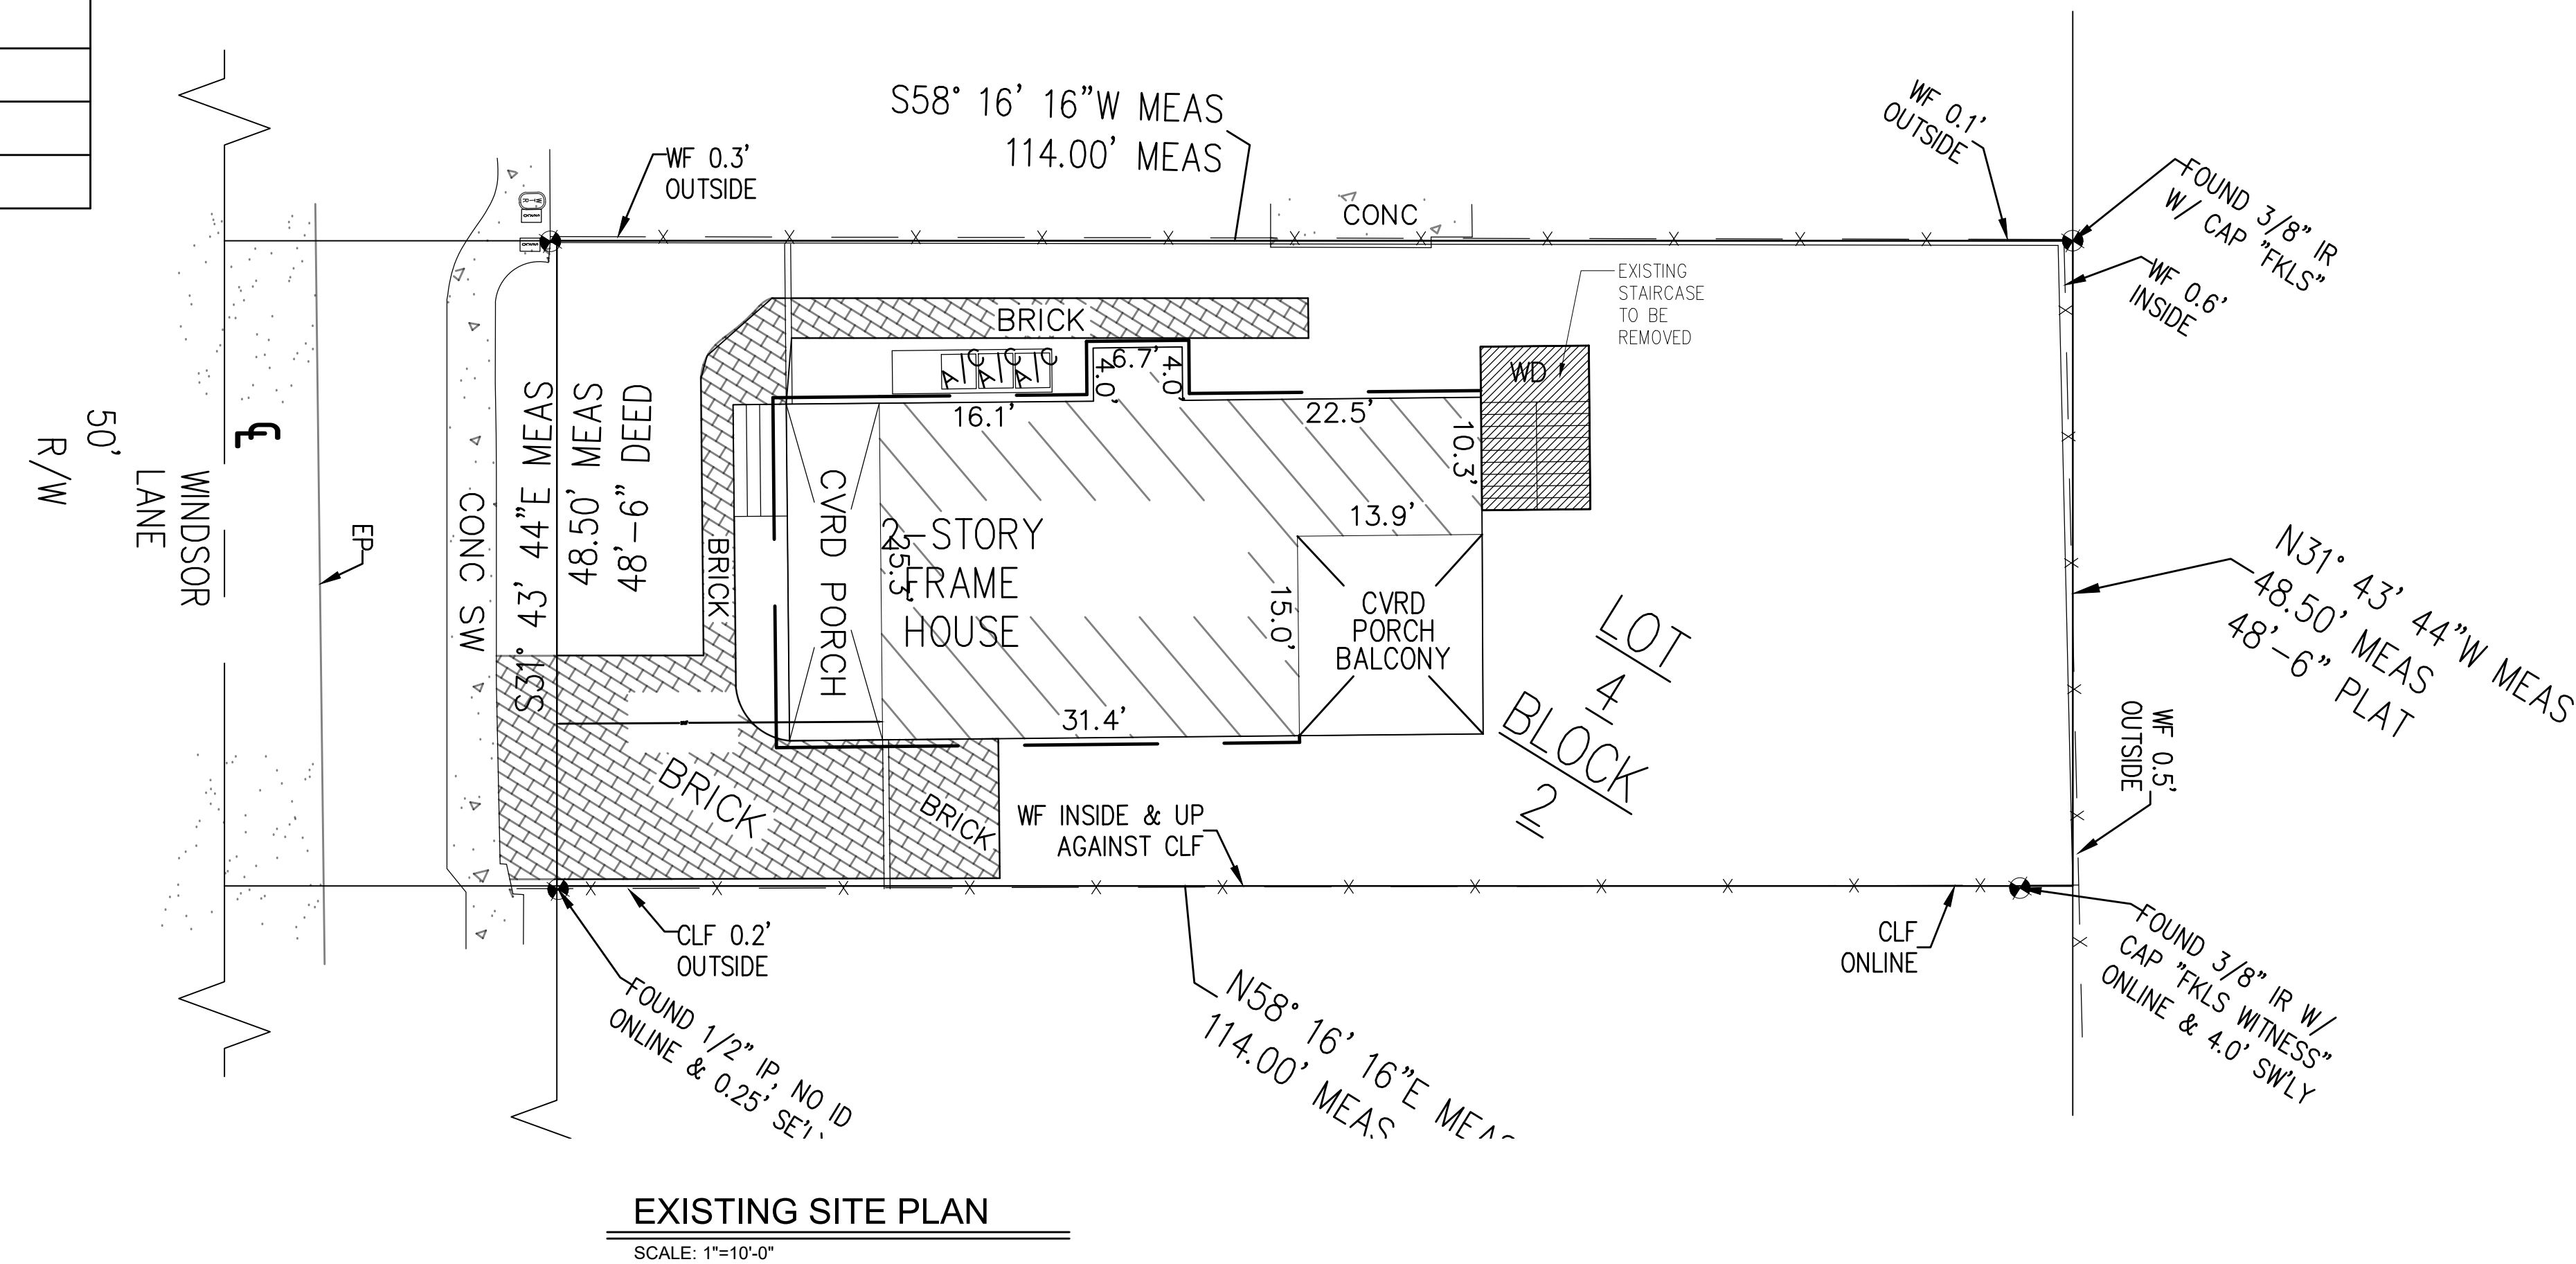 S58° 16' 16"W MEAS
114.00' MEAS
WF 0.3'
OUTSIDE
CONC
WF 0.1'
OUTSIDE
FOUND 3/8" IR
W/ CAP "FKLS"
WF 0.6'
INSIDE
EXISTING
STAIRCASE
TO BE
REMOVED
WD
BRICK
A/C
A/C
A/C
6.7'
4.0'
4.0'
16.1'
22.5'
10.3'
13.9'
15.0'
31.4'
25.3'
CVRD PORCH
2-STORY
FRAME
HOUSE
CVRD
PORCH
BALCONY
BRICK
S31° 43' 44"E MEAS
48.50' MEAS
48'-6" DEED
CONC SW
EP
WINDSOR
LANE
50'
R/W
LOT
4
BLOCK
2
N31° 43' 44"W MEAS
48.50' MEAS
48'-6" PLAT
WF 0.5'
OUTSIDE
BRICK
BRICK
WF INSIDE & UP
AGAINST CLF
CLF 0.2'
OUTSIDE
CLF
ONLINE
FOUND 1/2" IP, NO ID
ONLINE & 0.25'
N58° 16' 16"E MEAS
114.00' MEAS
FOUND 3/8" IR W/
CAP "FKLS WITNESS"
ONLINE & 4.0' SW'LY
EXISTING SITE PLAN
SCALE: 1"=10'-0"